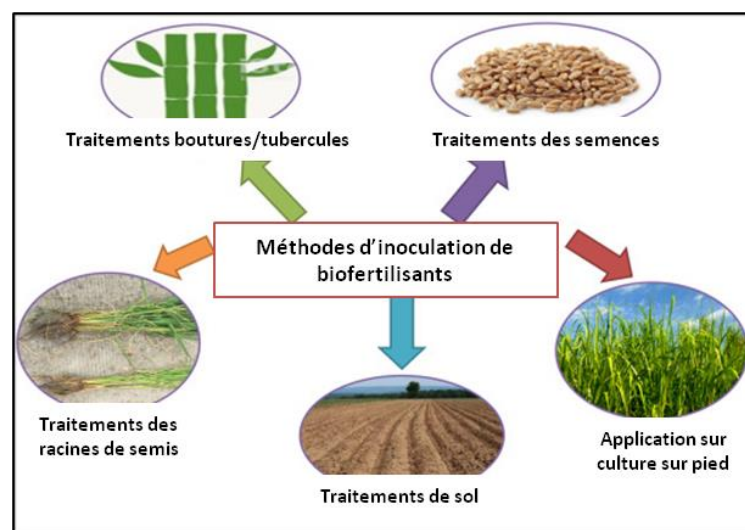 Traitements boutures/tubercules
Traitements des semences
Méthodes d'inoculation de
biofertilisants
Traitements des
racines de semis
Traitements de sol
Application sur
culture sur pied